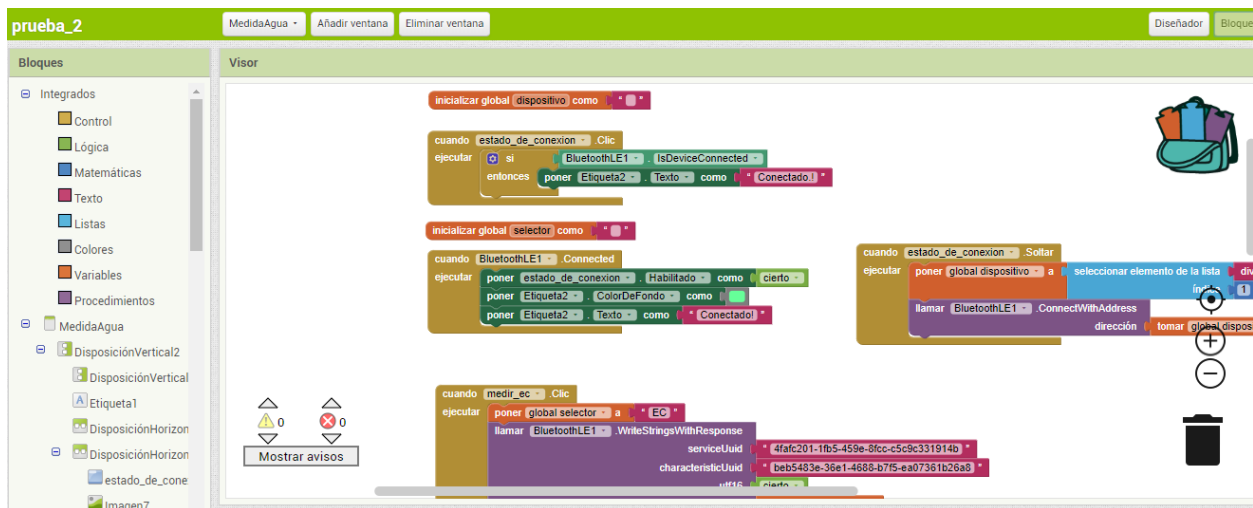 prueba_2
MedidaAgua
Añadir ventana
Eliminar ventana
Diseñador
Bloque
Bloques
Visor
Integrados
Control
Lógica
Matemáticas
Texto
Listas
Colores
Variables
Procedimientos
MedidaAgua
DisposiciónVertical2
DisposiciónVertical
Etiqueta1
DisposiciónHorizon
DisposiciónHorizon
estado_de_cone
Imagen7
inicializar global dispositivo como " "
cuando estado_de_conexion .Clic
ejecutar si BluetoothLE1 . IsDeviceConnected
entonces poner Etiqueta2 . Texto como " Conectado.! "
inicializar global selector como " "
cuando BluetoothLE1 .Connected
ejecutar poner estado_de_conexion . Habilitado como cierto
poner Etiqueta2 . ColorDeFondo como
poner Etiqueta2 . Texto como " Conectado! "
cuando estado_de_conexion .Soltar
ejecutar poner global dispositivo a seleccionar elemento de la lista div
1
llamar BluetoothLE1 .ConnectWithAddress
dirección tomar global dispos
cuando medir_ec .Clic
ejecutar poner global selector a " EC "
llamar BluetoothLE1 .WriteStringsWithResponse
serviceUuid " 4fafc201-1fb5-459e-8fcc-c5c9c331914b "
characteristicUuid " beb5483e-36e1-4688-b7f5-ea07361b26a8 "
utf16 cierto
0
0
Mostrar avisos